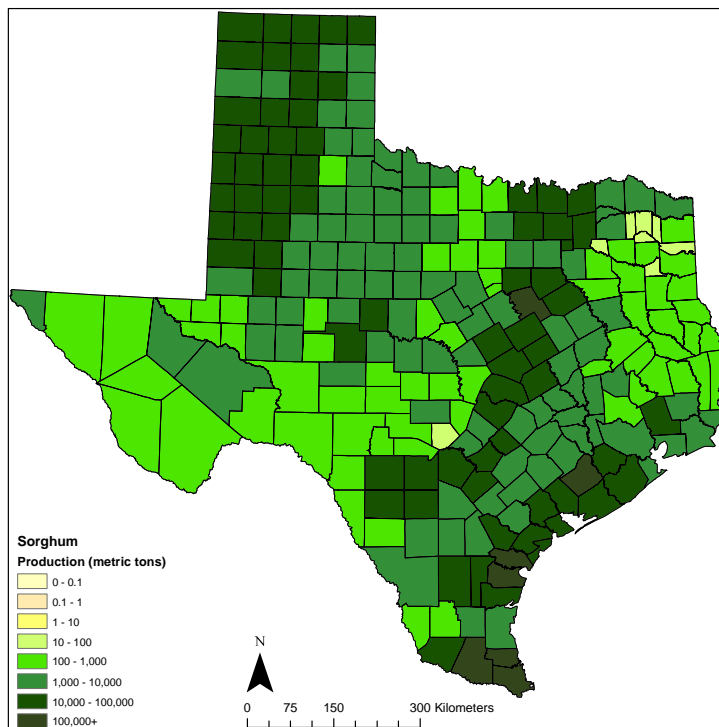 Sorghum
Production (metric tons)
0 - 0.1
0.1 - 1
1 - 10
10 - 100
100 - 1,000
1,000 - 10,000
10,000 - 100,000
100,000+
N
0 75 150 300 Kilometers